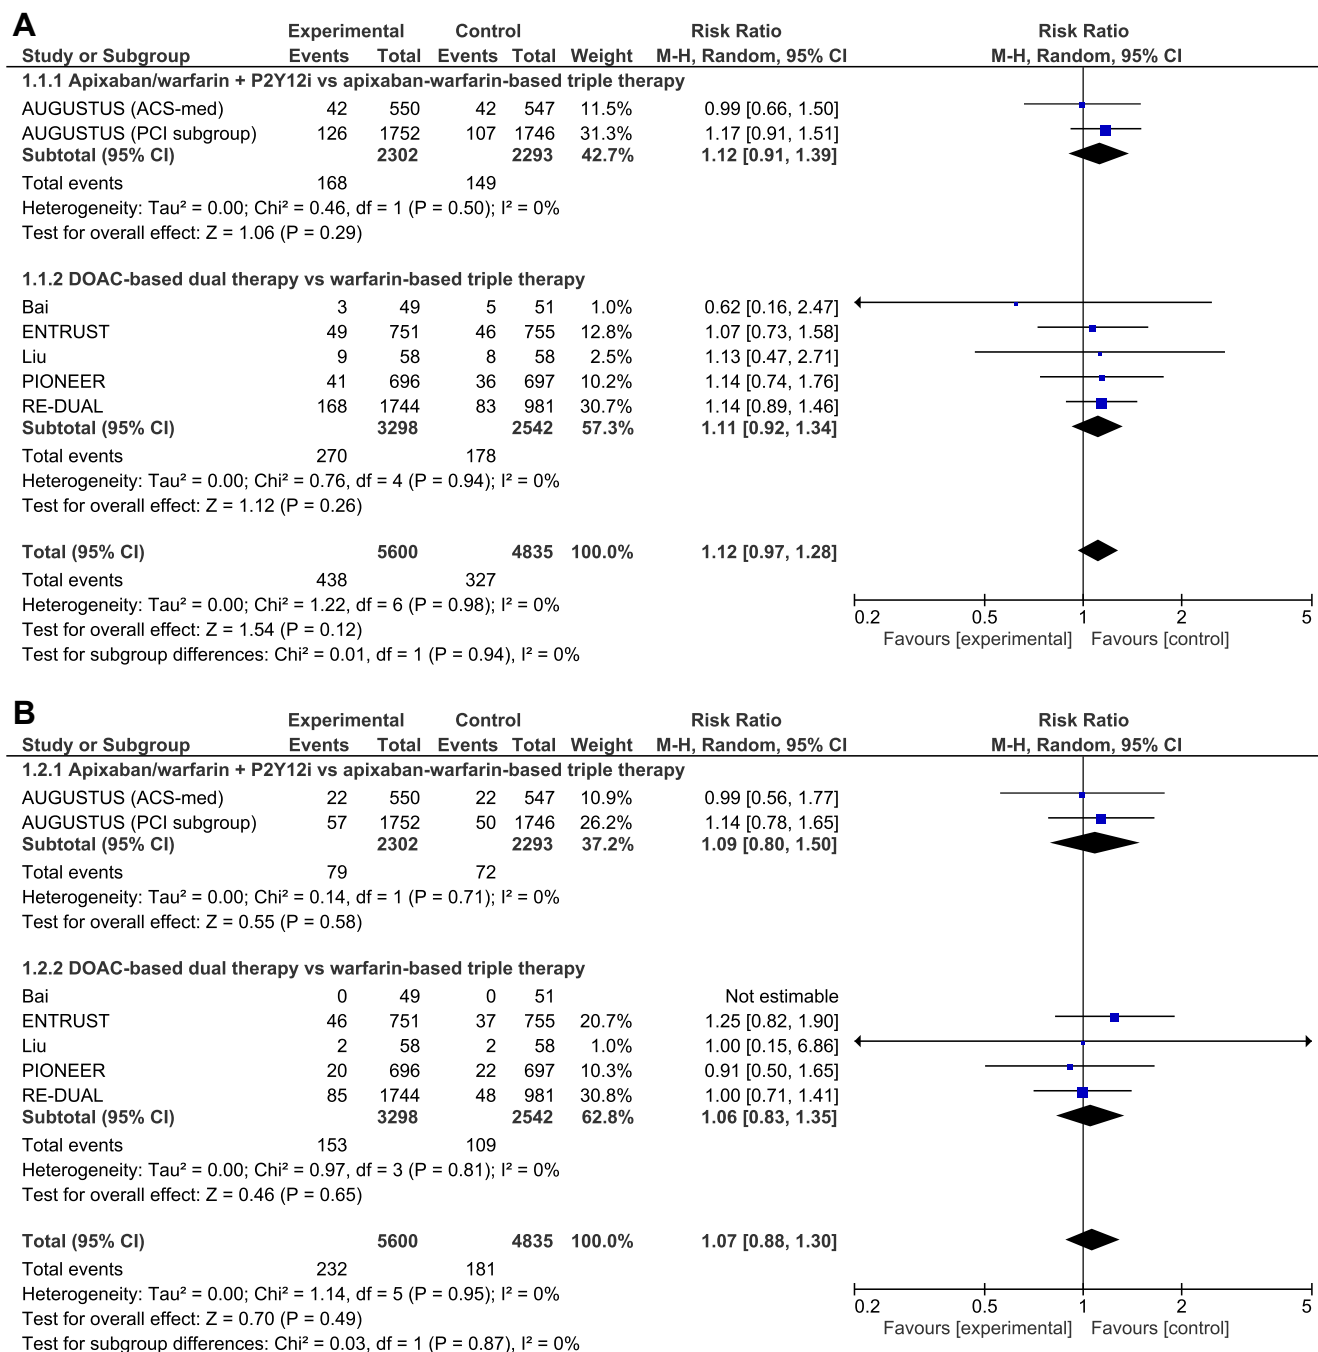 A
Experimental Control Risk Ratio Risk Ratio
Study or Subgroup Events Total Events Total Weight M-H, Random, 95% CI M-H, Random, 95% CI
1.1.1 Apixaban/warfarin + P2Y12i vs apixaban-warfarin-based triple therapy
AUGUSTUS (ACS-med) 42 550 42 547 11.5% 0.99 [0.66, 1.50]
AUGUSTUS (PCI subgroup) 126 1752 107 1746 31.3% 1.17 [0.91, 1.51]
Subtotal (95% CI) 2302 2293 42.7% 1.12 [0.91, 1.39]
Total events 168 149
Heterogeneity: Tau² = 0.00; Chi² = 0.46, df = 1 (P = 0.50); I² = 0%
Test for overall effect: Z = 1.06 (P = 0.29)
1.1.2 DOAC-based dual therapy vs warfarin-based triple therapy
Bai 3 49 5 51 1.0% 0.62 [0.16, 2.47]
ENTRUST 49 751 46 755 12.8% 1.07 [0.73, 1.58]
Liu 9 58 8 58 2.5% 1.13 [0.47, 2.71]
PIONEER 41 696 36 697 10.2% 1.14 [0.74, 1.76]
RE-DUAL 168 1744 83 981 30.7% 1.14 [0.89, 1.46]
Subtotal (95% CI) 3298 2542 57.3% 1.11 [0.92, 1.34]
Total events 270 178
Heterogeneity: Tau² = 0.00; Chi² = 0.76, df = 4 (P = 0.94); I² = 0%
Test for overall effect: Z = 1.12 (P = 0.26)
Total (95% CI) 5600 4835 100.0% 1.12 [0.97, 1.28]
Total events 438 327
Heterogeneity: Tau² = 0.00; Chi² = 1.22, df = 6 (P = 0.98); I² = 0%
Test for overall effect: Z = 1.54 (P = 0.12)
Test for subgroup differences: Chi² = 0.01, df = 1 (P = 0.94), I² = 0%
0.2 0.5 1 2 5
Favours [experimental] Favours [control]
B
Experimental Control Risk Ratio Risk Ratio
Study or Subgroup Events Total Events Total Weight M-H, Random, 95% CI M-H, Random, 95% CI
1.2.1 Apixaban/warfarin + P2Y12i vs apixaban-warfarin-based triple therapy
AUGUSTUS (ACS-med) 22 550 22 547 10.9% 0.99 [0.56, 1.77]
AUGUSTUS (PCI subgroup) 57 1752 50 1746 26.2% 1.14 [0.78, 1.65]
Subtotal (95% CI) 2302 2293 37.2% 1.09 [0.80, 1.50]
Total events 79 72
Heterogeneity: Tau² = 0.00; Chi² = 0.14, df = 1 (P = 0.71); I² = 0%
Test for overall effect: Z = 0.55 (P = 0.58)
1.2.2 DOAC-based dual therapy vs warfarin-based triple therapy
Bai 0 49 0 51 Not estimable
ENTRUST 46 751 37 755 20.7% 1.25 [0.82, 1.90]
Liu 2 58 2 58 1.0% 1.00 [0.15, 6.86]
PIONEER 20 696 22 697 10.3% 0.91 [0.50, 1.65]
RE-DUAL 85 1744 48 981 30.8% 1.00 [0.71, 1.41]
Subtotal (95% CI) 3298 2542 62.8% 1.06 [0.83, 1.35]
Total events 153 109
Heterogeneity: Tau² = 0.00; Chi² = 0.97, df = 3 (P = 0.81); I² = 0%
Test for overall effect: Z = 0.46 (P = 0.65)
Total (95% CI) 5600 4835 100.0% 1.07 [0.88, 1.30]
Total events 232 181
Heterogeneity: Tau² = 0.00; Chi² = 1.14, df = 5 (P = 0.95); I² = 0%
Test for overall effect: Z = 0.70 (P = 0.49)
Test for subgroup differences: Chi² = 0.03, df = 1 (P = 0.87), I² = 0%
0.2 0.5 1 2 5
Favours [experimental] Favours [control]